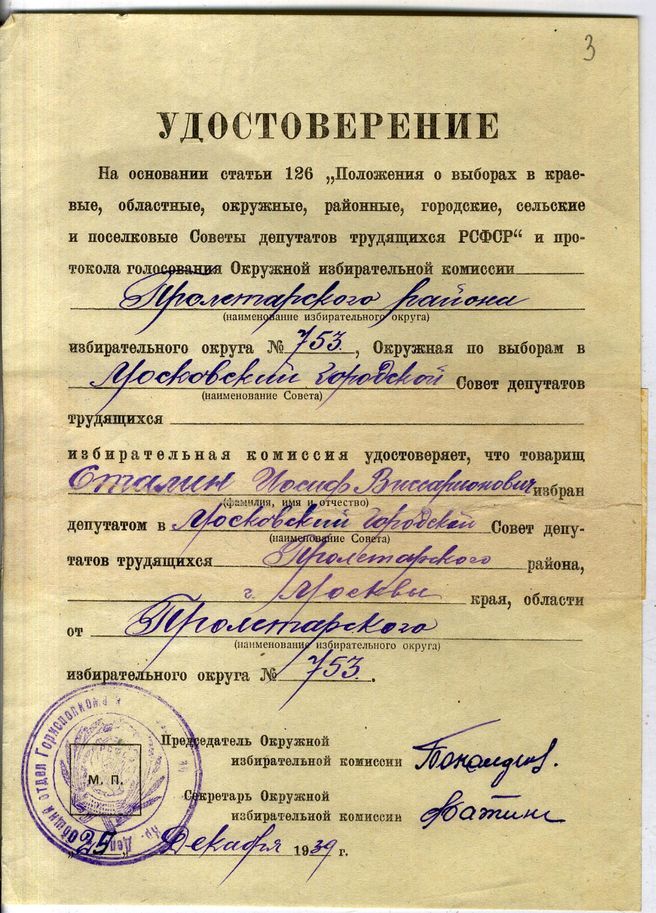 3
УДОСТОВЕРЕНИЕ
На основании статьи 126 „Положения о выборах в крае-
вые, областные, окружные, районные, городские, сельские
и поселковые Советы депутатов трудящихся РСФСР“ и про-
токола голосования Окружной избирательной комиссии
Пролетарского района
(наименование избирательного округа)
избирательного округа № 753, Окружная по выборам в
Московский Городской Совет депутатов
(наименование Совета)
трудящихся
избирательная комиссия удостоверяет, что товарищ
Сталин Иосиф Виссарионович избран
(фамилия, имя и отчество)
депутатом в Московский Городской Совет депу-
(наименование Совета)
татов трудящихся Пролетарского района,
г. Москвы края, области
от Пролетарского
(наименование избирательного округа)
избирательного округа № 753.
Председатель Окружной
избирательной комиссии
Секретарь Окружной
избирательной комиссии
М. П.
Общий отдел Горисполкома
„25“ Декабря 1939 г.